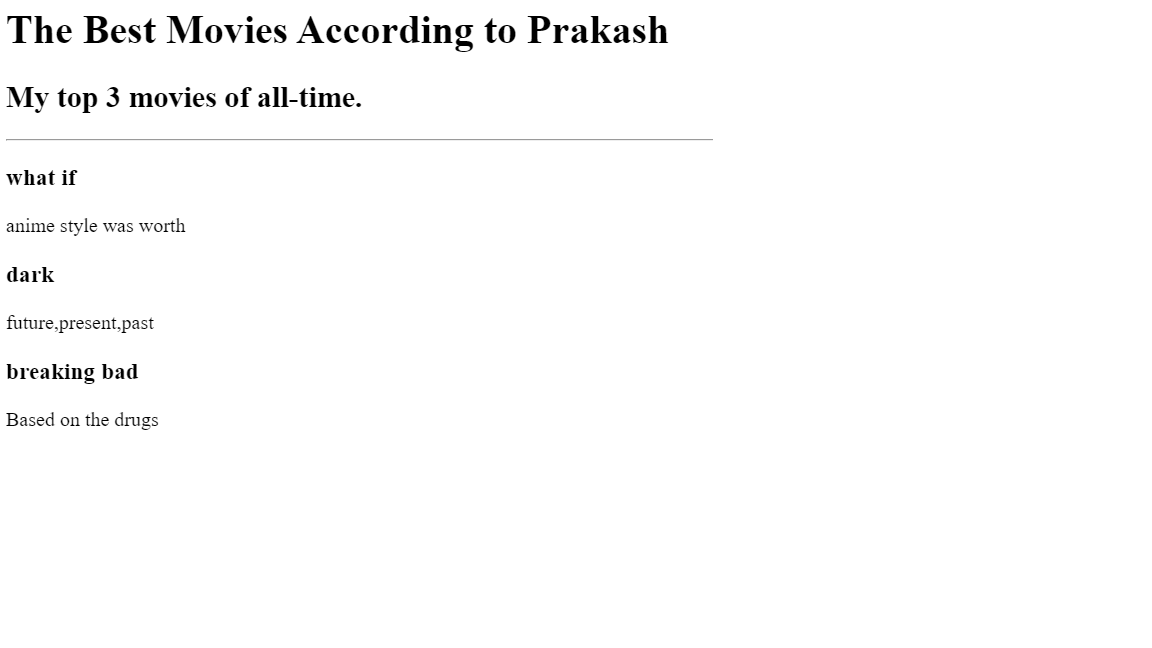 The Best Movies According to Prakash
My top 3 movies of all-time.
what if
anime style was worth
dark
future,present,past
breaking bad
Based on the drugs